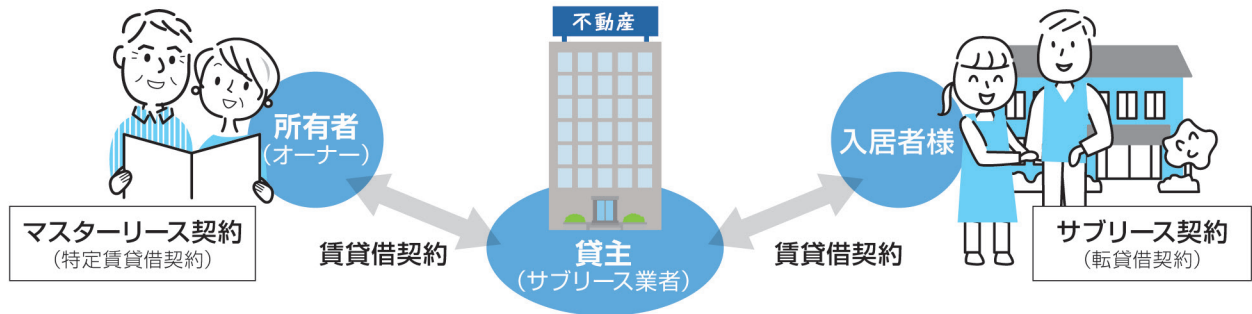 不動産
所有者
（オーナー）
入居者様
マスターリース契約
（特定賃貸借契約）
賃貸借契約
貸主
（サブリース業者）
賃貸借契約
サブリース契約
（転貸借契約）